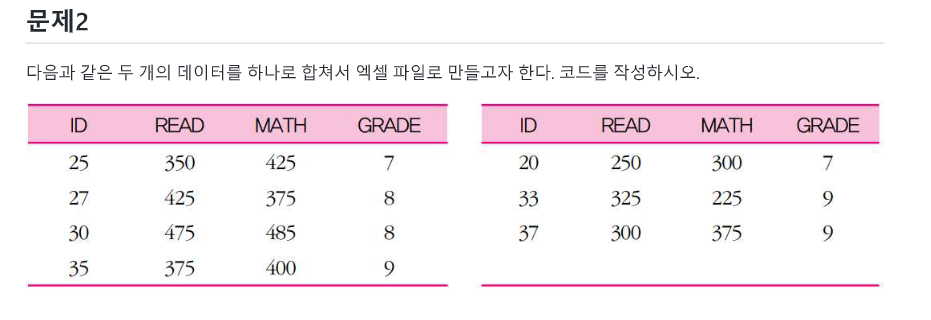 문제2
다음과 같은 두 개의 데이터를 하나로 합쳐서 엑셀 파일로 만들고자 한다. 코드를 작성하시오.
ID READ MATH GRADE
25 350 425 7
27 425 375 8
30 475 485 8
35 375 400 9
ID READ MATH GRADE
20 250 300 7
33 325 225 9
37 300 375 9